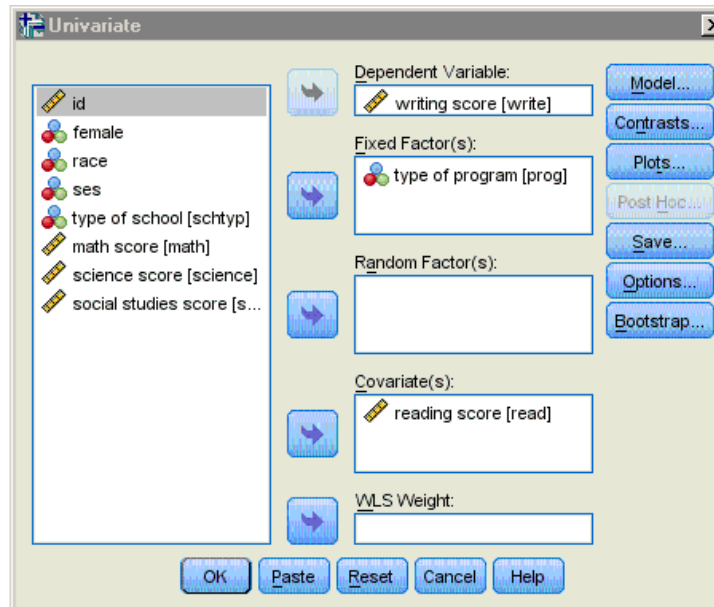 Univariate
id
female
race
ses
type of school [schtyp]
math score [math]
science score [science]
social studies score [s...
Dependent Variable:
writing score [write]
Fixed Factor(s):
type of program [prog]
Random Factor(s):
Covariate(s):
reading score [read]
WLS Weight:
Model...
Contrasts...
Plots...
Post Hoc...
Save...
Options...
Bootstrap...
OK Paste Reset Cancel Help